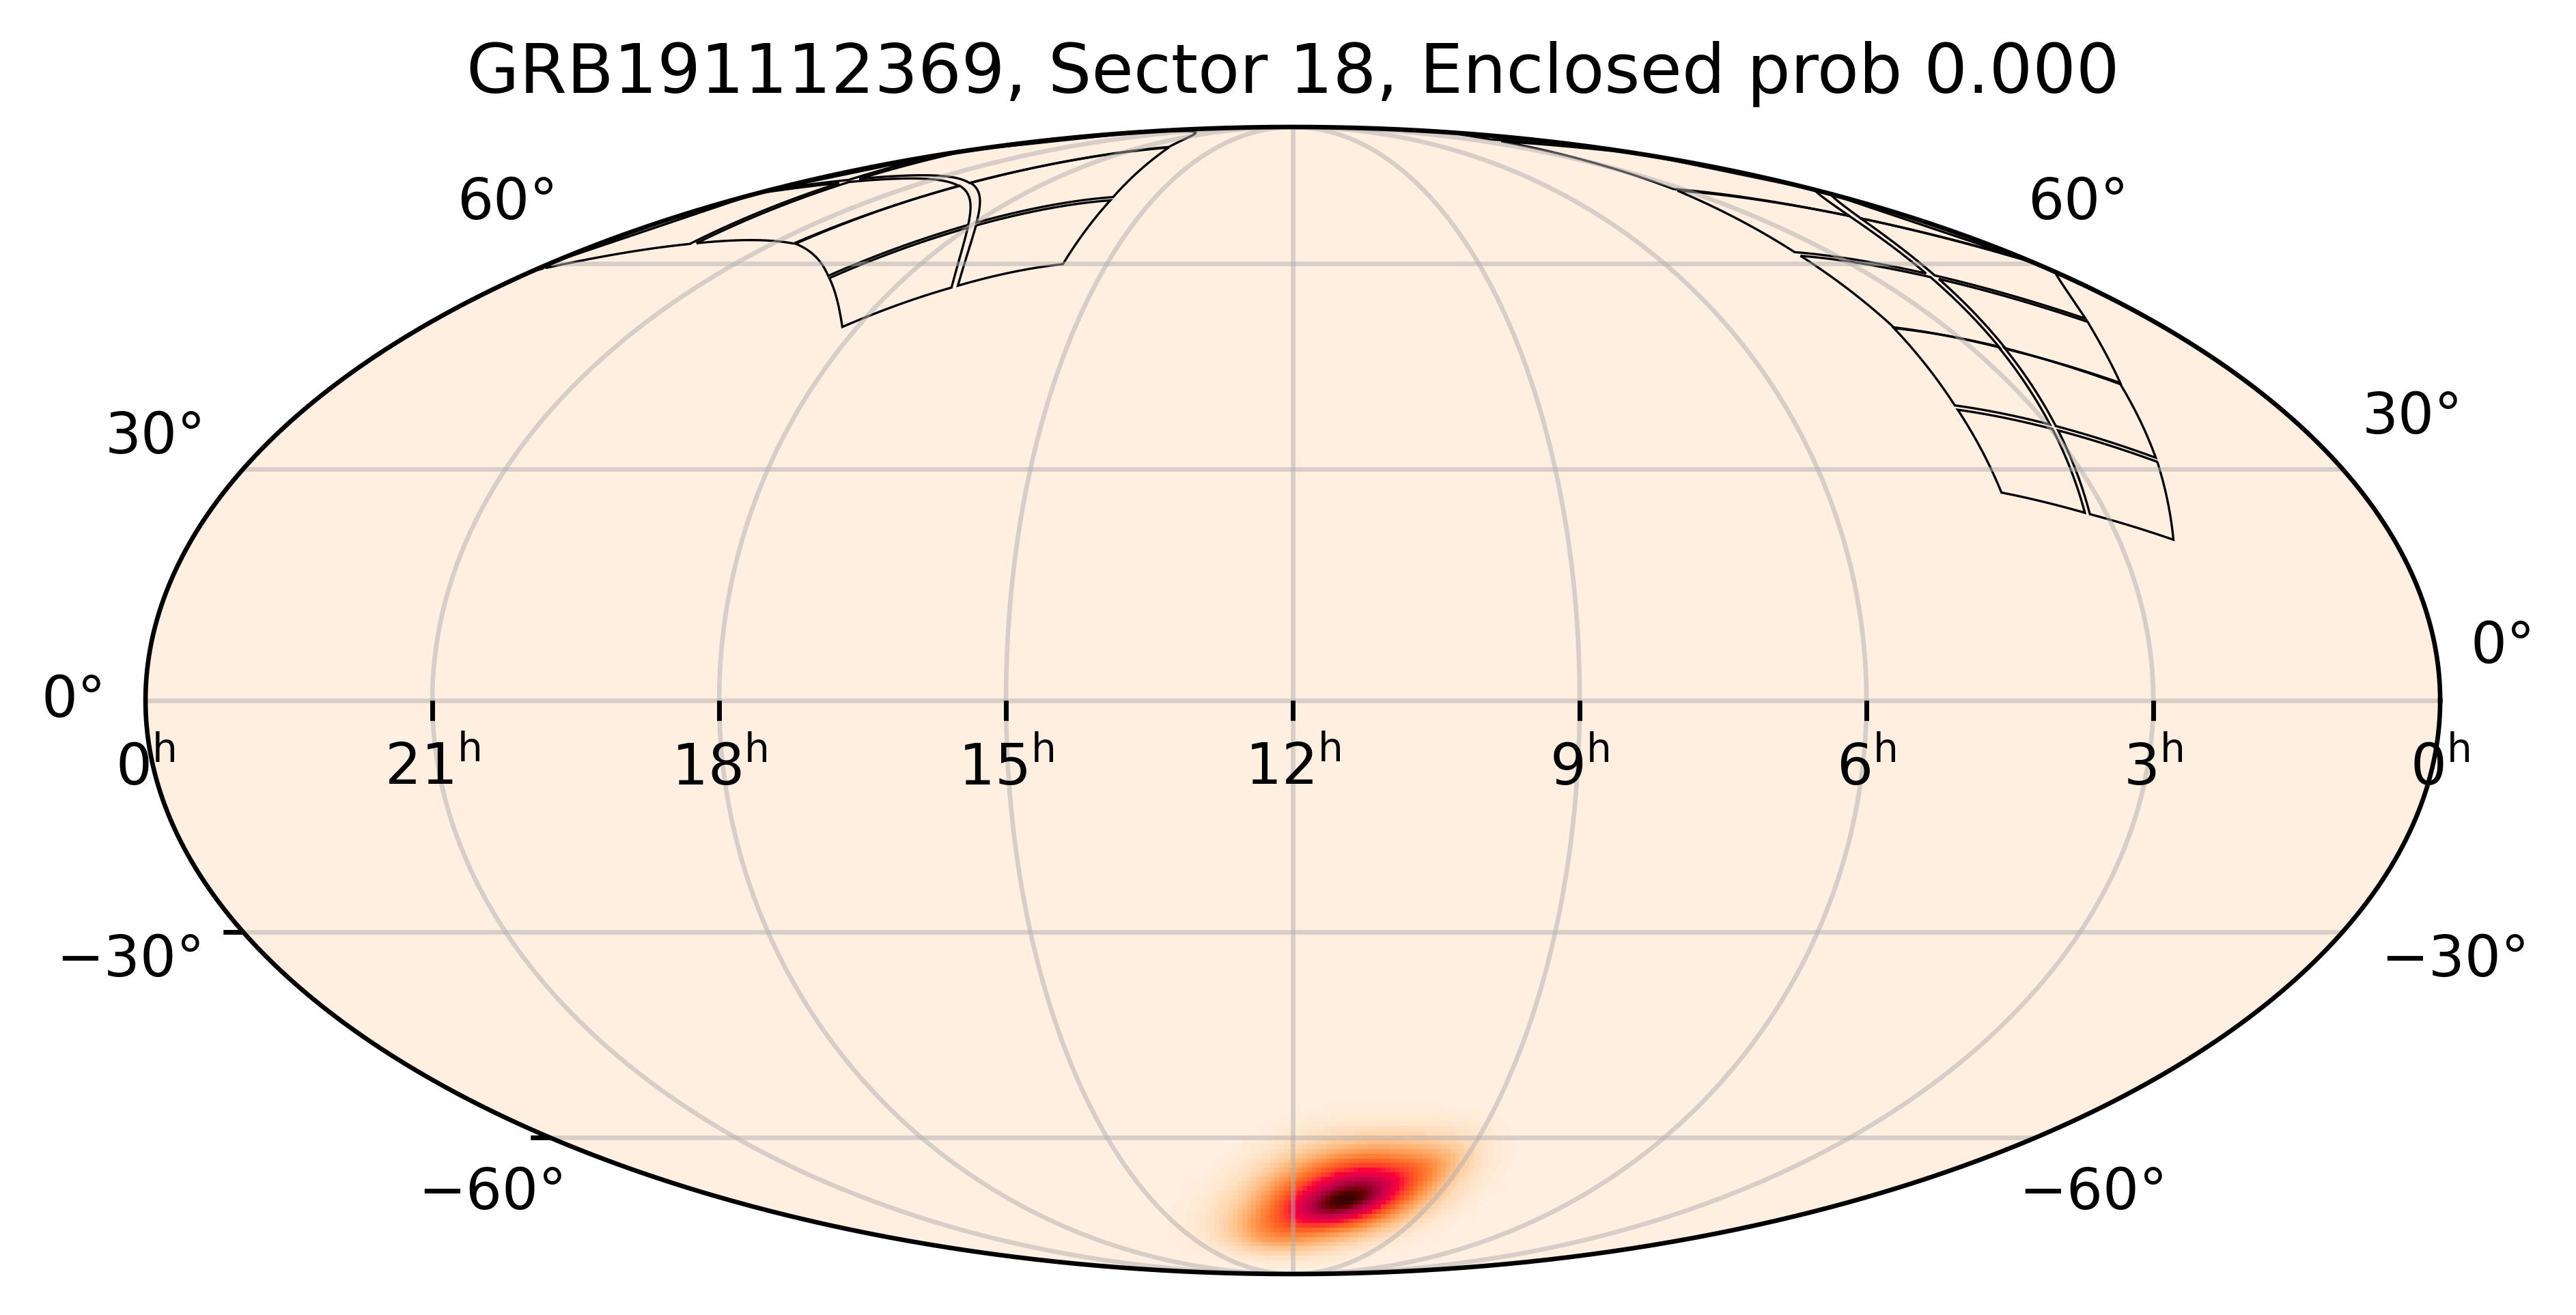 GRB191112369, Sector 18, Enclosed prob 0.000
60° 60°
30° 30°
0° 0°
0ʰ 21ʰ 18ʰ 15ʰ 12ʰ 9ʰ 6ʰ 3ʰ 0ʰ
−30° −30°
−60° −60°